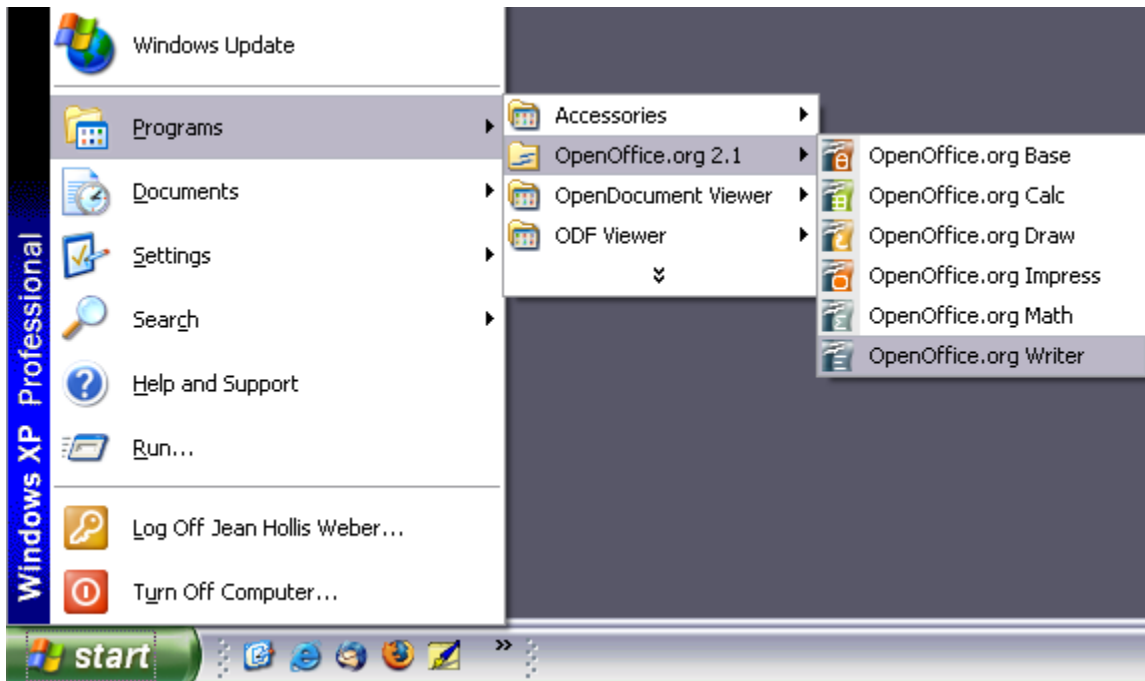 Windows Update
Programs
Documents
Settings
Search
Help and Support
Run...
Log Off Jean Hollis Weber...
Turn Off Computer...
Windows XP Professional
Accessories
OpenOffice.org 2.1
OpenDocument Viewer
ODF Viewer
OpenOffice.org Base
OpenOffice.org Calc
OpenOffice.org Draw
OpenOffice.org Impress
OpenOffice.org Math
OpenOffice.org Writer
start